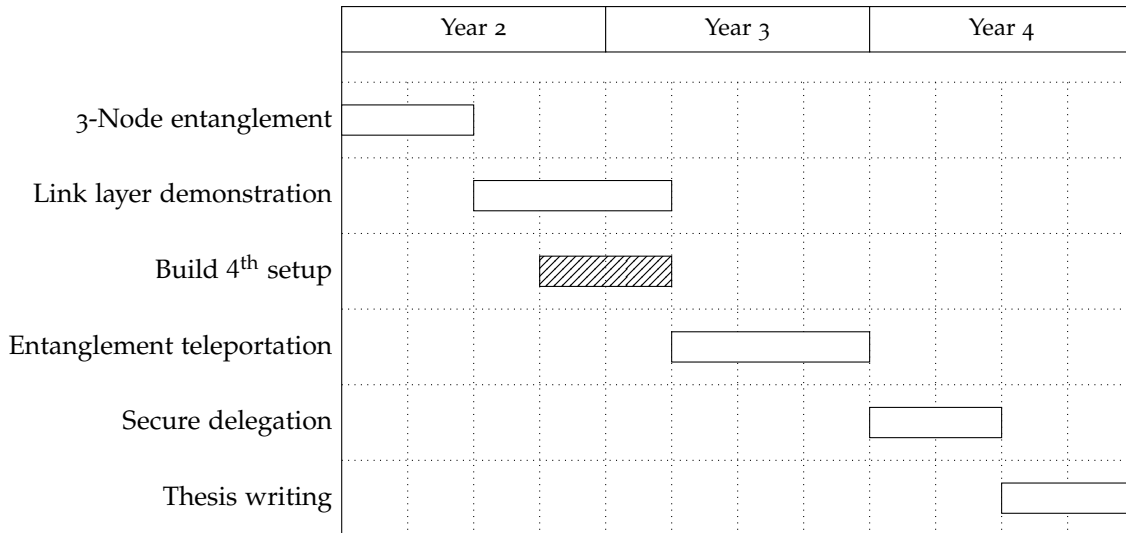 Year 2 Year 3 Year 4
3-Node entanglement
Link layer demonstration
Build 4th setup
Entanglement teleportation
Secure delegation
Thesis writing